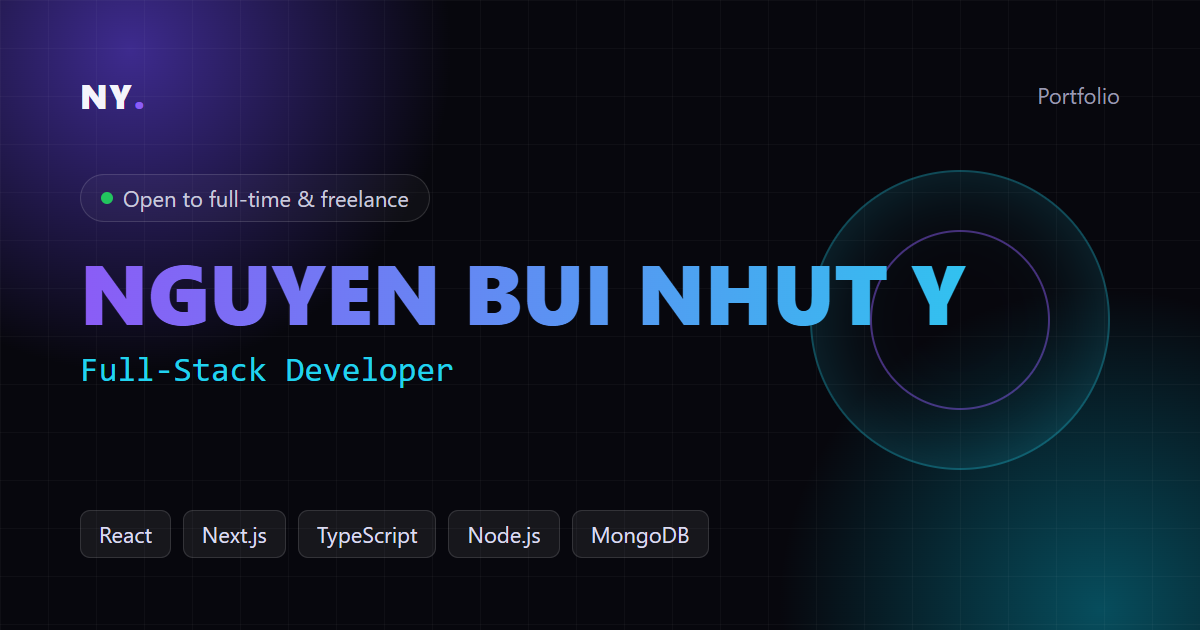 NY.
Portfolio
Open to full-time & freelance
NGUYEN BUI NHUT Y
Full-Stack Developer
React
Next.js
TypeScript
Node.js
MongoDB